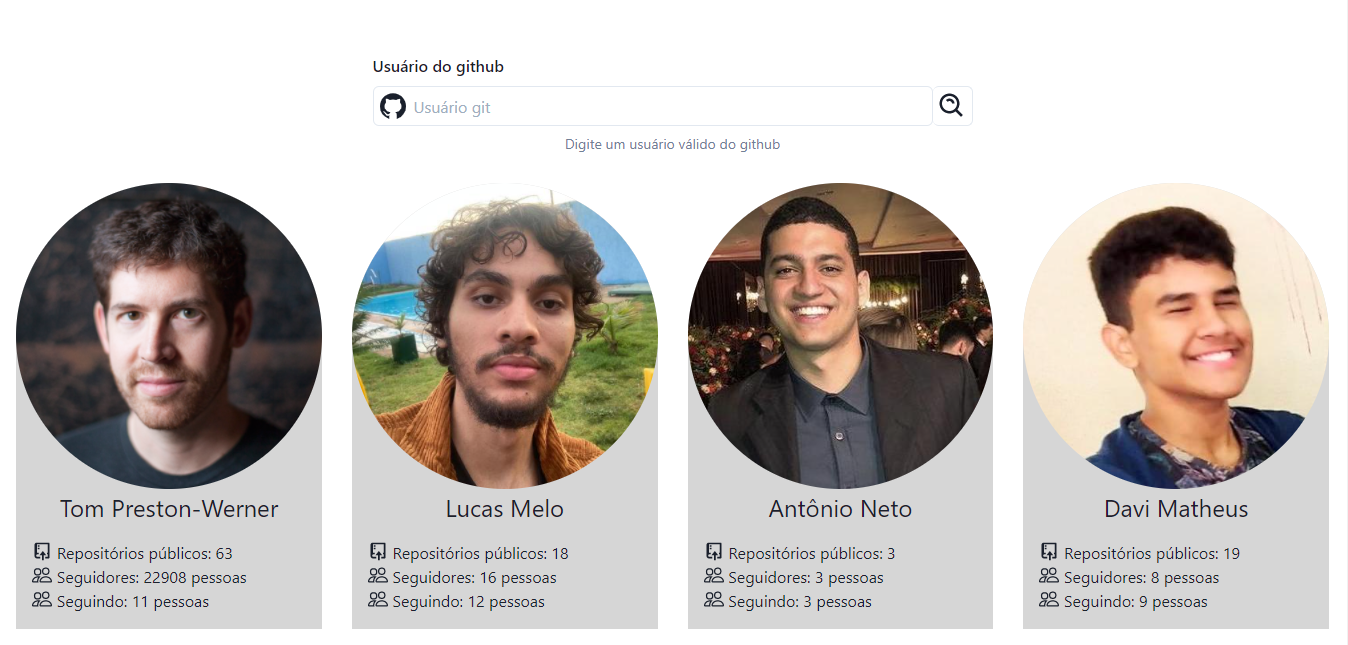 Usuário do github
Usuário git
Digite um usuário válido do github
Tom Preston-Werner
Repositórios públicos: 63
Seguidores: 22908 pessoas
Seguindo: 11 pessoas
Lucas Melo
Repositórios públicos: 18
Seguidores: 16 pessoas
Seguindo: 12 pessoas
Antônio Neto
Repositórios públicos: 3
Seguidores: 3 pessoas
Seguindo: 3 pessoas
Davi Matheus
Repositórios públicos: 19
Seguidores: 8 pessoas
Seguindo: 9 pessoas